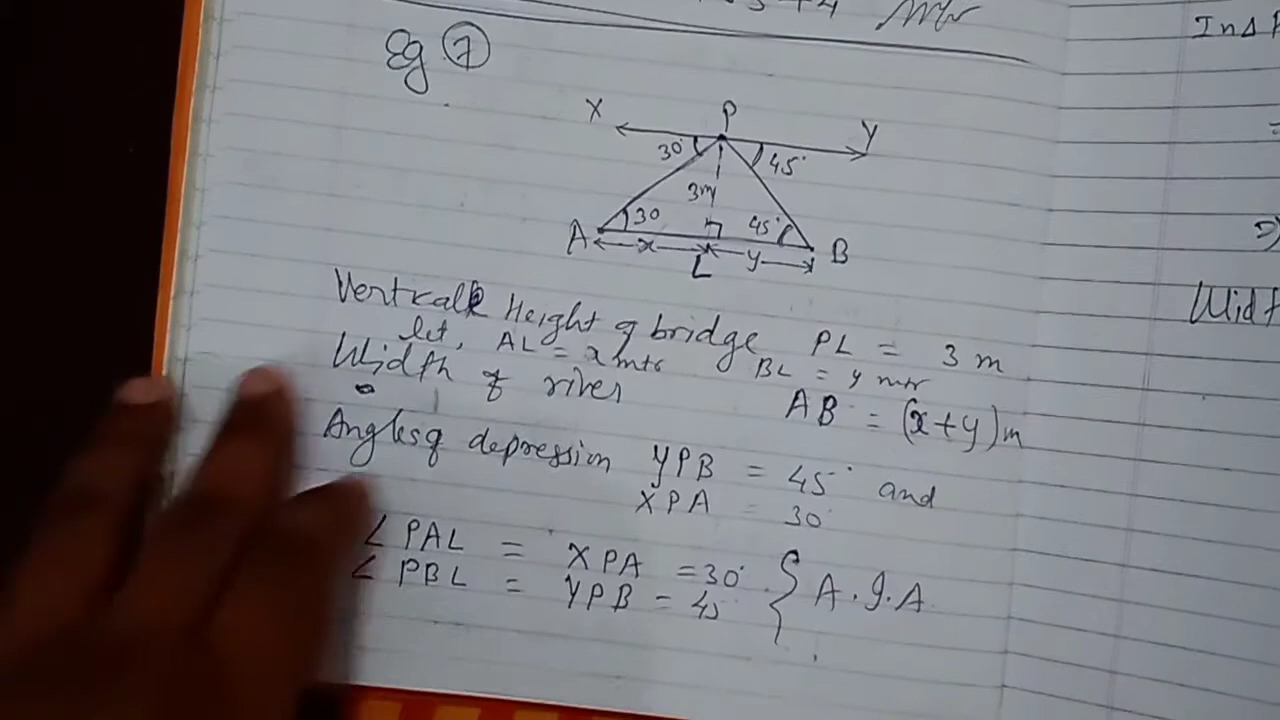 3 + 4
Eg 7
X P Y
30° 45°
3m
A 30 45° B
x L y
Vertical Height of bridge PL = 3 m
let, AL = x mtr BL = y mtr
Width of river AB = (x+y)m
Angles of depression YPB = 45° and
XPA = 30°
∠ PAL = XPA = 30° } A.I.A
∠ PBL = YPB = 45
In Δ
Widt